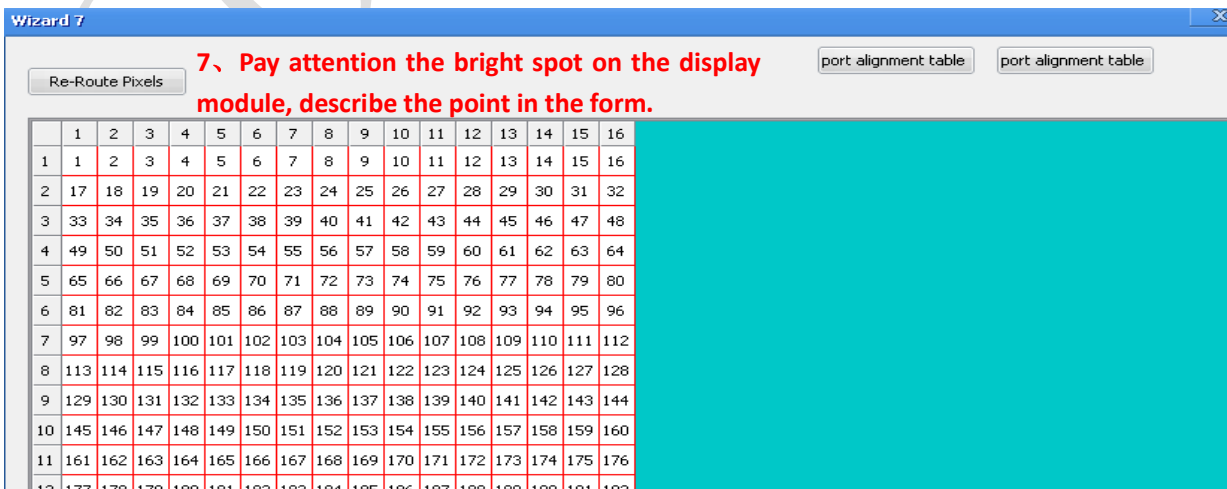 Wizard 7
Re-Route Pixels
7、Pay attention the bright spot on the display
module, describe the point in the form.
port alignment table port alignment table
1 2 3 4 5 6 7 8 9 10 11 12 13 14 15 16
1 1 2 3 4 5 6 7 8 9 10 11 12 13 14 15 16
2 17 18 19 20 21 22 23 24 25 26 27 28 29 30 31 32
3 33 34 35 36 37 38 39 40 41 42 43 44 45 46 47 48
4 49 50 51 52 53 54 55 56 57 58 59 60 61 62 63 64
5 65 66 67 68 69 70 71 72 73 74 75 76 77 78 79 80
6 81 82 83 84 85 86 87 88 89 90 91 92 93 94 95 96
7 97 98 99 100 101 102 103 104 105 106 107 108 109 110 111 112
8 113 114 115 116 117 118 119 120 121 122 123 124 125 126 127 128
9 129 130 131 132 133 134 135 136 137 138 139 140 141 142 143 144
10 145 146 147 148 149 150 151 152 153 154 155 156 157 158 159 160
11 161 162 163 164 165 166 167 168 169 170 171 172 173 174 175 176